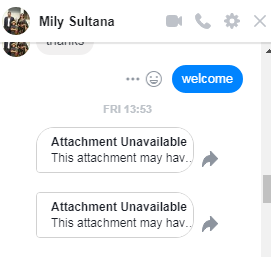 Mily Sultana
thanks
welcome
FRI 13:53
Attachment Unavailable
This attachment may hav...
Attachment Unavailable
This attachment may hav...